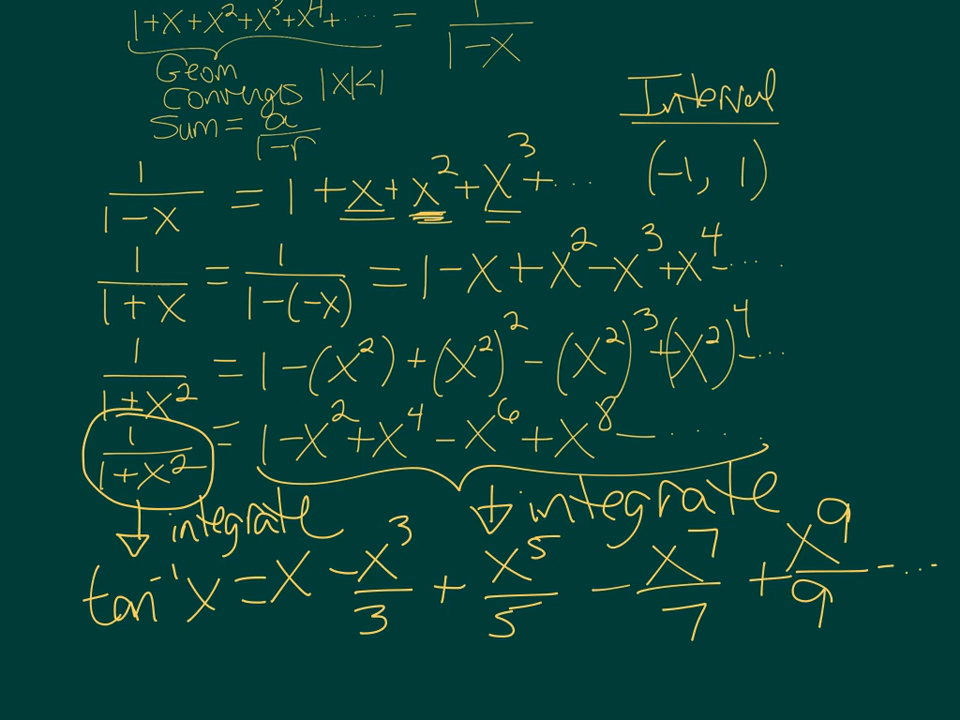 1+x+x²+x³+x⁴+.... = 1/(1-x)
Geom
Converges |x|<1
Sum = a/(1-r)
Interval
(-1, 1)
1/(1-x) = 1 + x + x² + x³ + ...
1/(1+x) = 1/(1-(-x)) = 1 - x + x² - x³ + x⁴ - ....
1/(1+x²) = 1 - (x²) + (x²)² - (x²)³ + (x²)⁴ - ...
1/(1+x²) = 1 - x² + x⁴ - x⁶ + x⁸ - .....
↓ integrate ↓ integrate
tan⁻¹x = x - x³/3 + x⁵/5 - x⁷/7 + x⁹/9 - ...